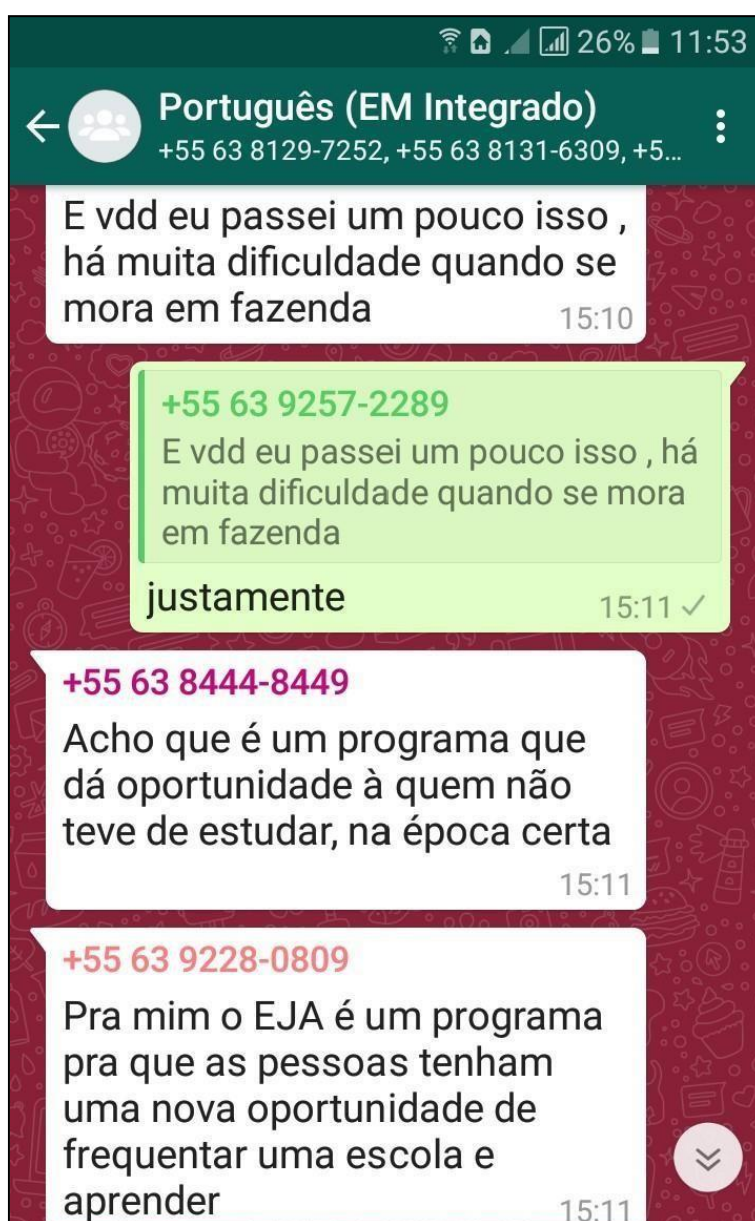 26% 11:53
Português (EM Integrado)
+55 63 8129-7252, +55 63 8131-6309, +5...
E vdd eu passei um pouco isso ,
há muita dificuldade quando se
mora em fazenda
15:10
+55 63 9257-2289
E vdd eu passei um pouco isso , há
muita dificuldade quando se mora
em fazenda
justamente
15:11
+55 63 8444-8449
Acho que é um programa que
dá oportunidade à quem não
teve de estudar, na época certa
15:11
+55 63 9228-0809
Pra mim o EJA é um programa
pra que as pessoas tenham
uma nova oportunidade de
frequentar uma escola e
aprender
15:11